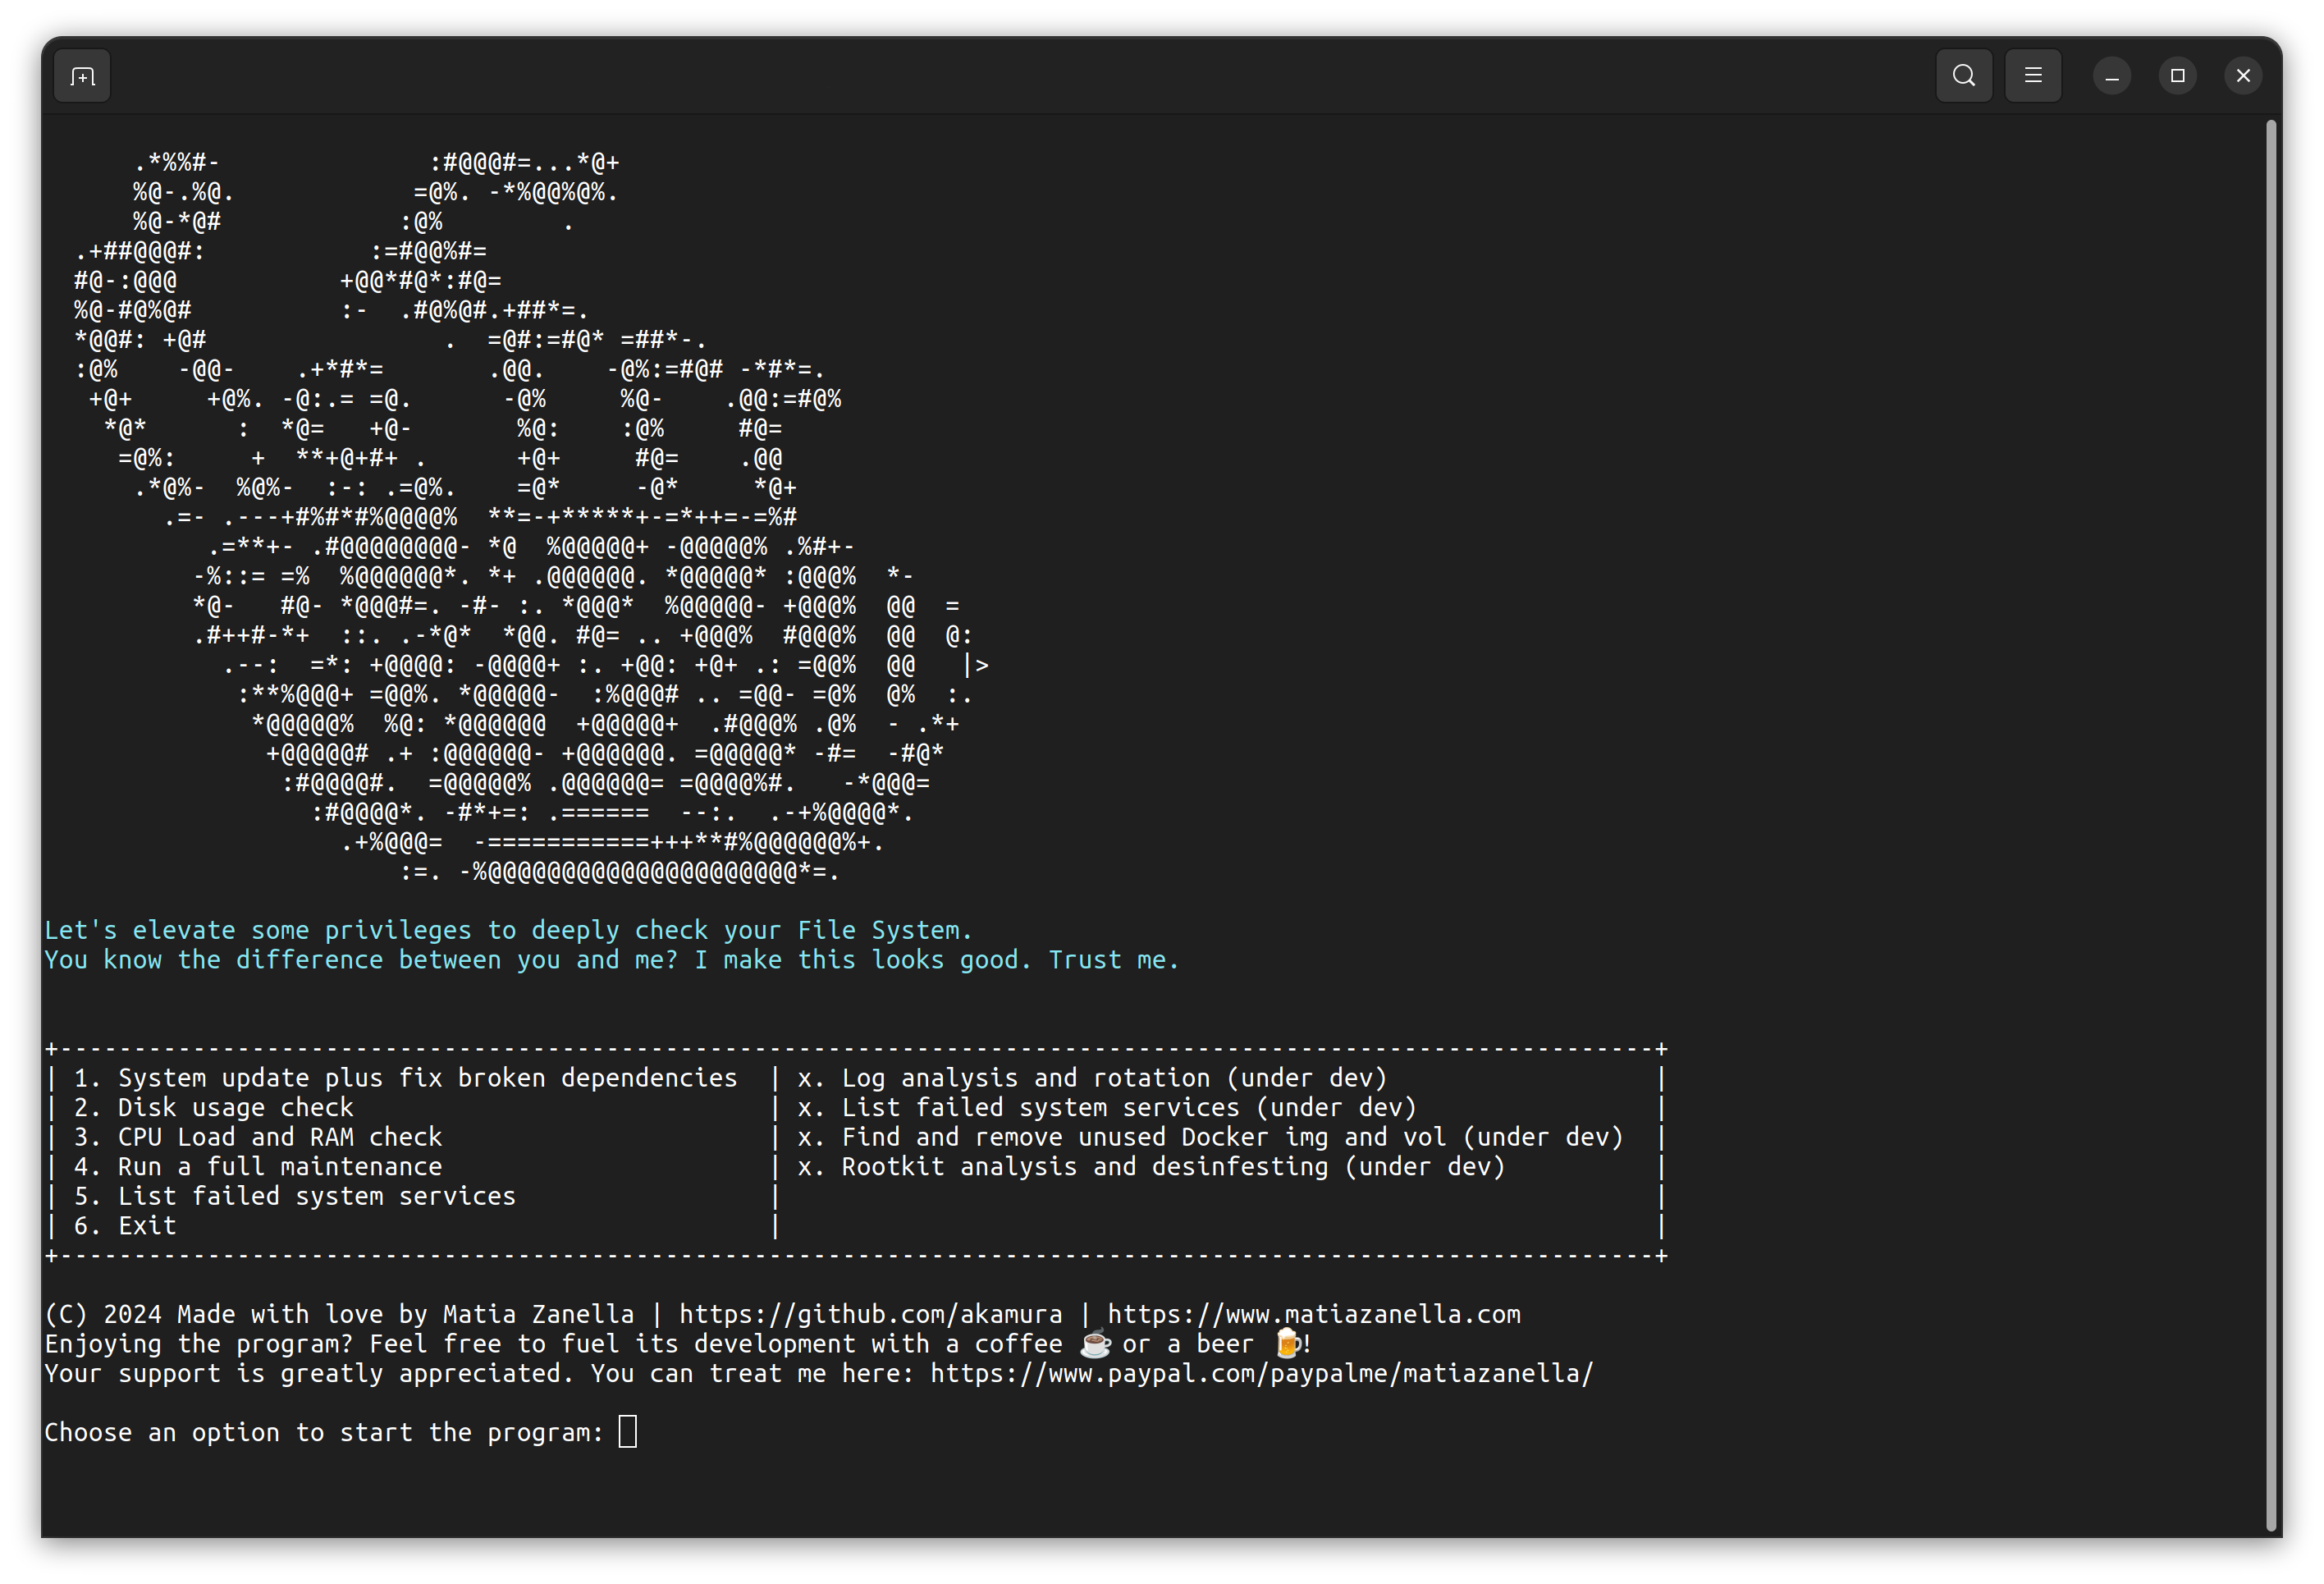 .*%%#-              :#@@@#=...*@+
      %@-.%@.            =@%. -*%@@%@%.
      %@-*@#            :@%        .
  .+##@@@#:           :=#@@%#=
  #@-:@@@           +@@*#@*:#@=
  %@-#@%@#          :-  .#@%@#.+##*=.
  *@@#: +@#                .  =@#:=#@* =##*-.
  :@%    -@@-    .+*#*=       .@@.    -@%:=#@# -*#*=.
   +@+     +@%. -@:.= =@.      -@%     %@-    .@@:=#@%
    *@*      :  *@=   +@-       %@:    :@%     #@=
     =@%:     +  **+@+#+ .      +@+     #@=    .@@
      .*@%-  %@%-  :-: .=@%.    =@*     -@*     *@+
        .=- .---+#%#*#%@@@@%  **=-+*****+-=*++=-=%#
           .=**+- .#@@@@@@@@- *@  %@@@@@+ -@@@@@% .%#+-
          -%::= =%  %@@@@@@*. *+ .@@@@@@. *@@@@@* :@@@%  *-
          *@-   #@- *@@@#=. -#- :. *@@@*  %@@@@@- +@@@%  @@  =
          .#++#-*+  ::. .-*@*  *@@. #@= .. +@@@%  #@@@%  @@  @:
            .--:  =*: +@@@@: -@@@@+ :. +@@: +@+ .: =@@%  @@   |>
             :**%@@@+ =@@%. *@@@@@-  :%@@@# .. =@@- =@%  @%  :.
              *@@@@@%  %@: *@@@@@@  +@@@@@+  .#@@@% .@%  - .*+
               +@@@@@# .+ :@@@@@@- +@@@@@@. =@@@@@* -#=  -#@*
                :#@@@@#.  =@@@@@% .@@@@@@= =@@@@%#.   -*@@@=
                  :#@@@@*. -#*+=: .======  --:.  .-+%@@@@*.
                    .+%@@@=  -===========+++**#%@@@@@@%+.
                        :=. -%@@@@@@@@@@@@@@@@@@@@@*=.
Let's elevate some privileges to deeply check your File System.
You know the difference between you and me? I make this looks good. Trust me.
+------------------------------------------------------------------------------------------------------------+
| 1. System update plus fix broken dependencies  | x. Log analysis and rotation (under dev)                  |
| 2. Disk usage check                            | x. List failed system services (under dev)                |
| 3. CPU Load and RAM check                      | x. Find and remove unused Docker img and vol (under dev)  |
| 4. Run a full maintenance                      | x. Rootkit analysis and desinfesting (under dev)          |
| 5. List failed system services                 |                                                           |
| 6. Exit                                        |                                                           |
+------------------------------------------------------------------------------------------------------------+
(C) 2024 Made with love by Matia Zanella | https://github.com/akamura | https://www.matiazanella.com
Enjoying the program? Feel free to fuel its development with a coffee ☕ or a beer 🍺!
Your support is greatly appreciated. You can treat me here: https://www.paypal.com/paypalme/matiazanella/
Choose an option to start the program: